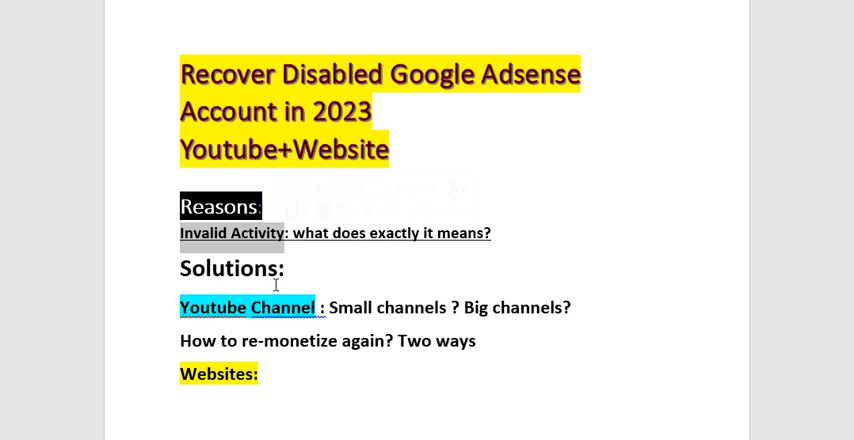 Recover Disabled Google Adsense
Account in 2023
Youtube+Website
Reasons:
Invalid Activity: what does exactly it means?
Solutions:
Youtube Channel : Small channels ? Big channels?
How to re-monetize again? Two ways
Websites: